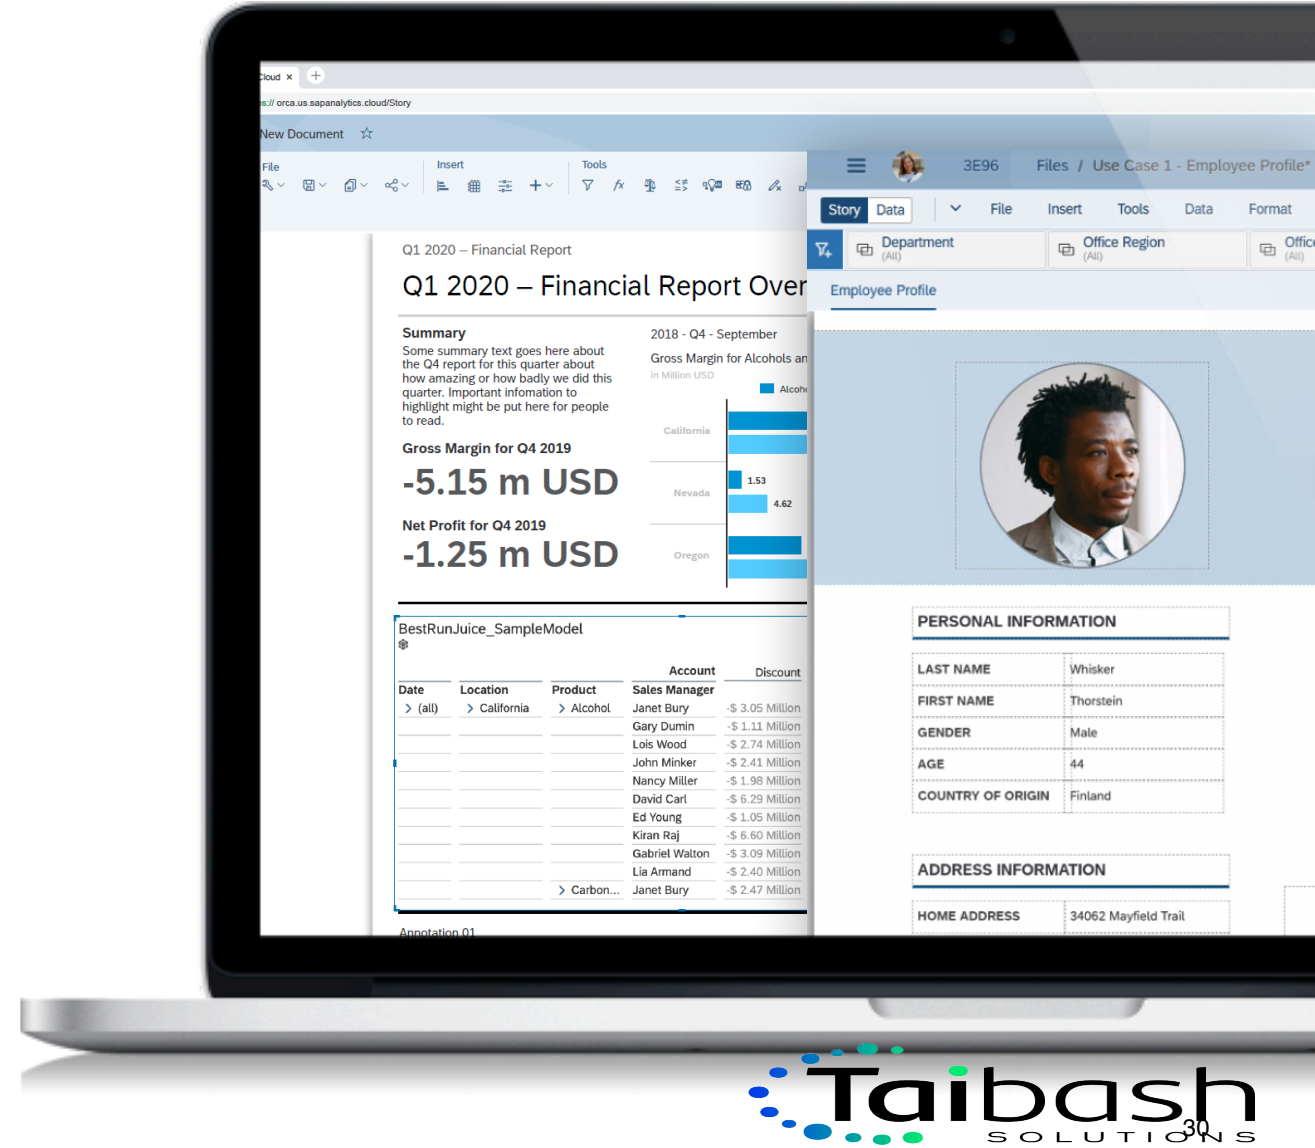 Cloud ×
+
s:// orca.us.sapanalytics.cloud/Story
New Document
File
Insert
Tools
Q1 2020 – Financial Report
Q1 2020 – Financial Report Over
Summary
Some summary text goes here about
the Q4 report for this quarter about
how amazing or how badly we did this
quarter. Important infomation to
highlight might be put here for people
to read.
Gross Margin for Q4 2019
-5.15 m USD
Net Profit for Q4 2019
-1.25 m USD
2018 - Q4 - September
Gross Margin for Alcohols an
in Million USD
Alcoho
California
Nevada
1.53
4.62
Oregon
BestRunJuice_SampleModel
Account Discount
Date Location Product Sales Manager
(all) California Alcohol Janet Bury -$ 3.05 Million
Gary Dumin -$ 1.11 Million
Lois Wood -$ 2.74 Million
John Minker -$ 2.41 Million
Nancy Miller -$ 1.98 Million
David Carl -$ 6.29 Million
Ed Young -$ 1.05 Million
Kiran Raj -$ 6.60 Million
Gabriel Walton -$ 3.09 Million
Lia Armand -$ 2.40 Million
Carbon... Janet Bury -$ 2.47 Million
Annotation 01
3E96 Files / Use Case 1 - Employee Profile*
Story Data File Insert Tools Data Format
Department
(All)
Office Region
(All)
Office
(All)
Employee Profile
PERSONAL INFORMATION
LAST NAME Whisker
FIRST NAME Thorstein
GENDER Male
AGE 44
COUNTRY OF ORIGIN Finland
ADDRESS INFORMATION
HOME ADDRESS 34062 Mayfield Trail
Taibash
SOLUTIONS
30